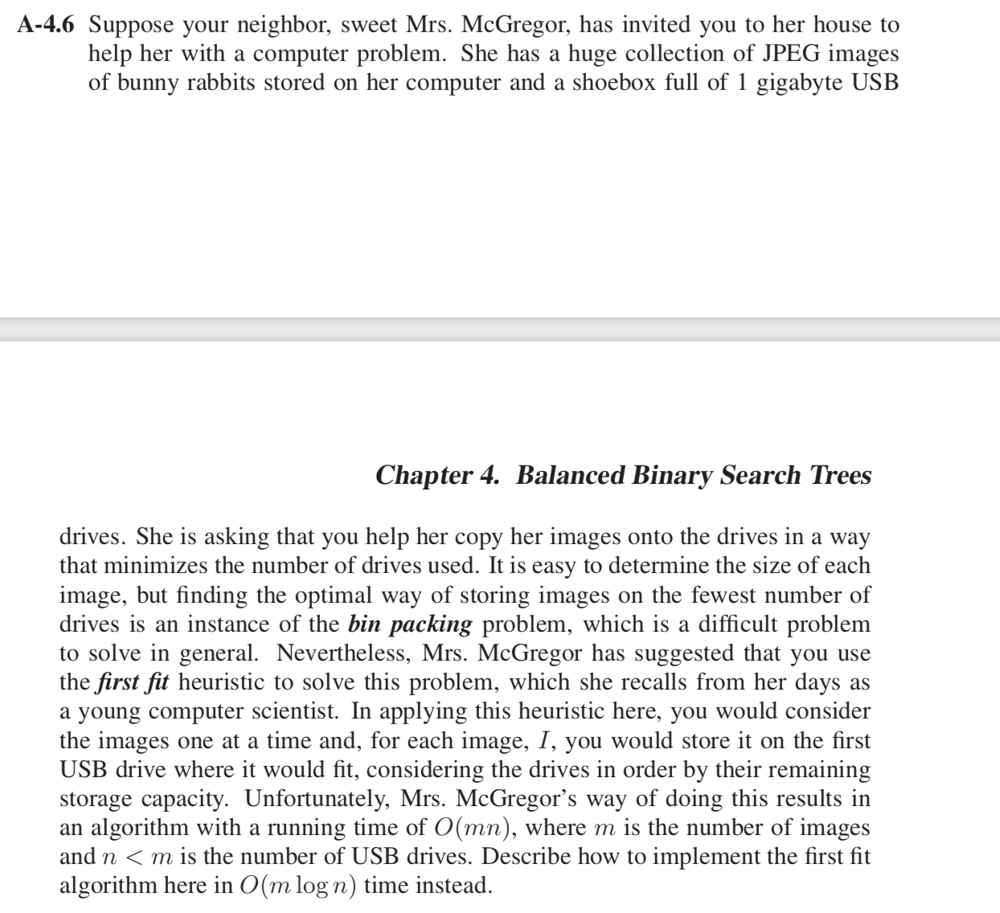 A-4.6 Suppose your neighbor, sweet Mrs. McGregor, has invited you to her house to
help her with a computer problem. She has a huge collection of JPEG images
of bunny rabbits stored on her computer and a shoebox full of 1 gigabyte USB
Chapter 4. Balanced Binary Search Trees
drives. She is asking that you help her copy her images onto the drives in a way
that minimizes the number of drives used. It is easy to determine the size of each
image, but finding the optimal way of storing images on the fewest number of
drives is an instance of the bin packing problem, which is a difficult problem
to solve in general. Nevertheless, Mrs. McGregor has suggested that you use
the first fit heuristic to solve this problem, which she recalls from her days as
a young computer scientist. In applying this heuristic here, you would consider
the images one at a time and, for each image, I, you would store it on the first
USB drive where it would fit, considering the drives in order by their remaining
storage capacity. Unfortunately, Mrs. McGregor's way of doing this results in
an algorithm with a running time of O(mn), where m is the number of images
and n < m is the number of USB drives. Describe how to implement the first fit
algorithm here in O(m log n) time instead.